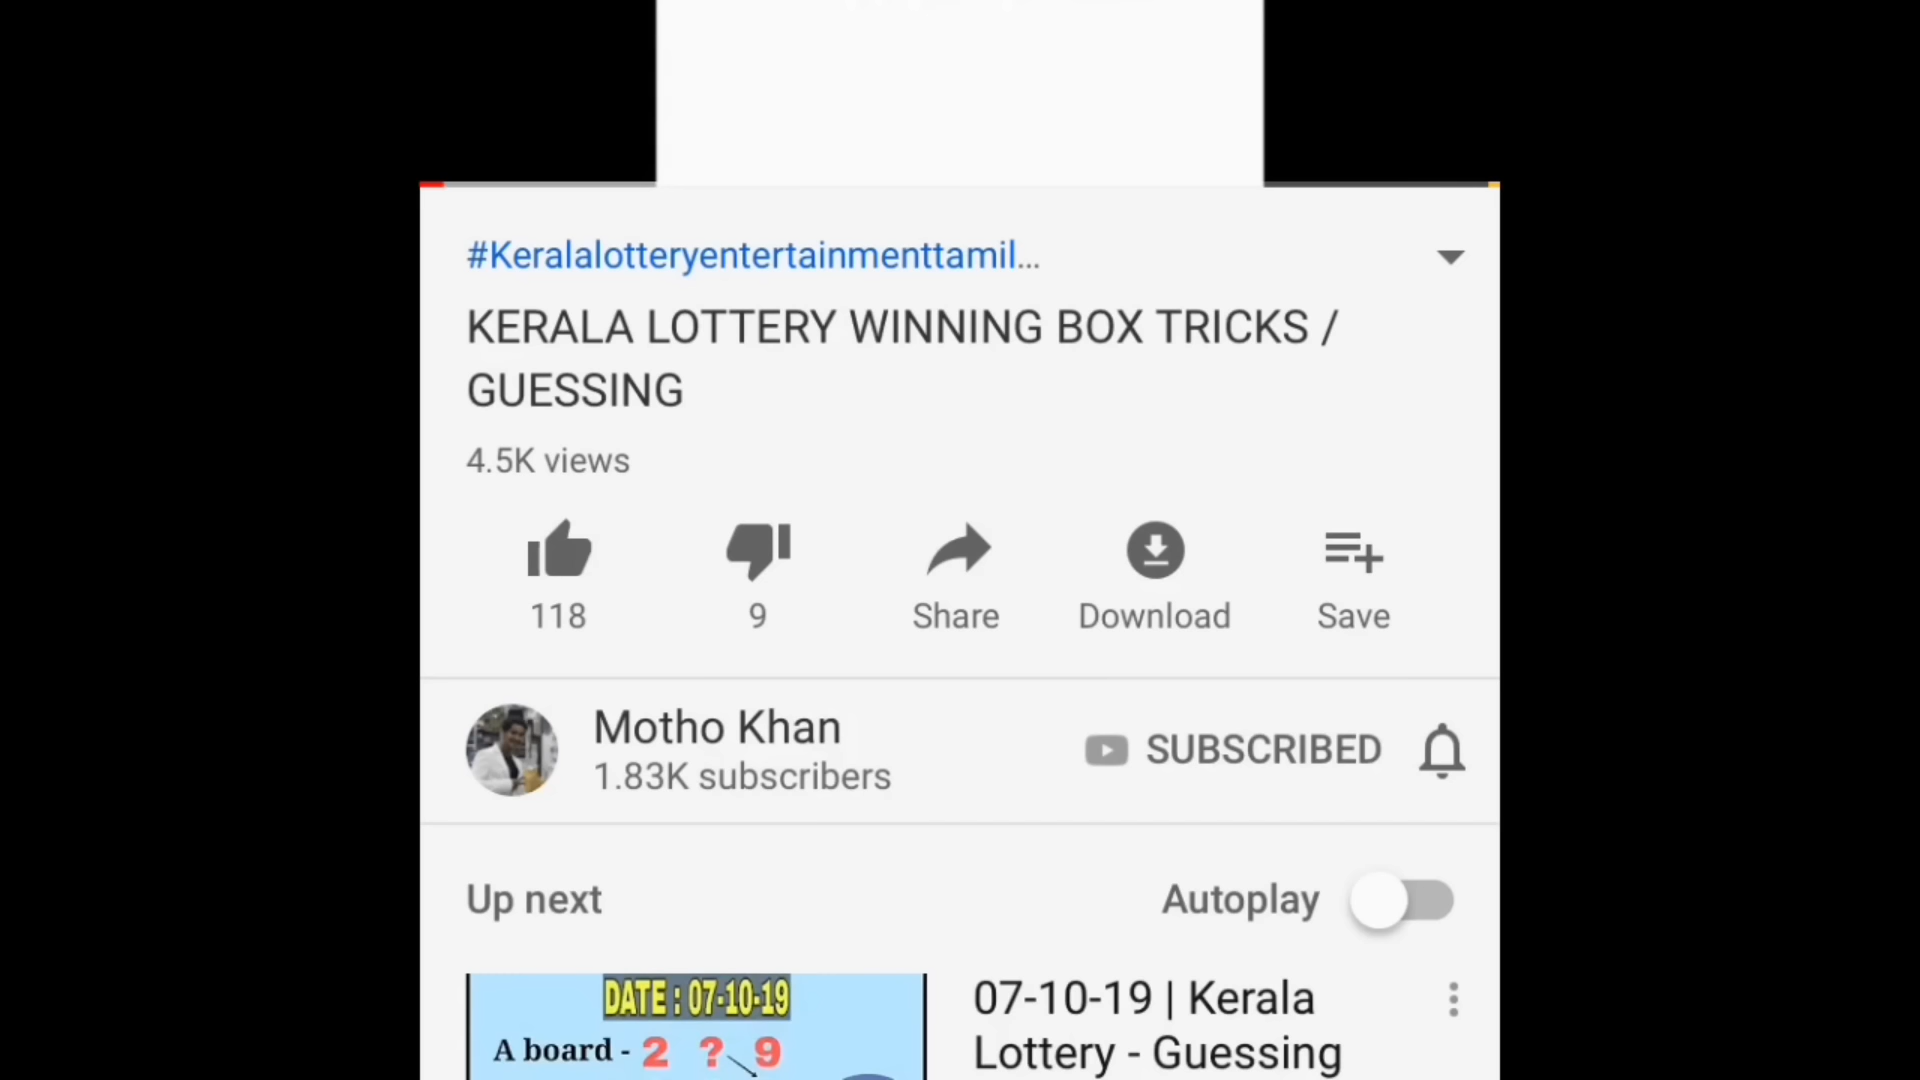 #Keralalotteryentertainmenttamil...
KERALA LOTTERY WINNING BOX TRICKS /
GUESSING
4.5K views
118
9
Share
Download
Save
Motho Khan
1.83K subscribers
SUBSCRIBED
Up next
Autoplay
DATE : 07-10-19
A board - 2 ? 9
07-10-19 | Kerala
Lottery - Guessing